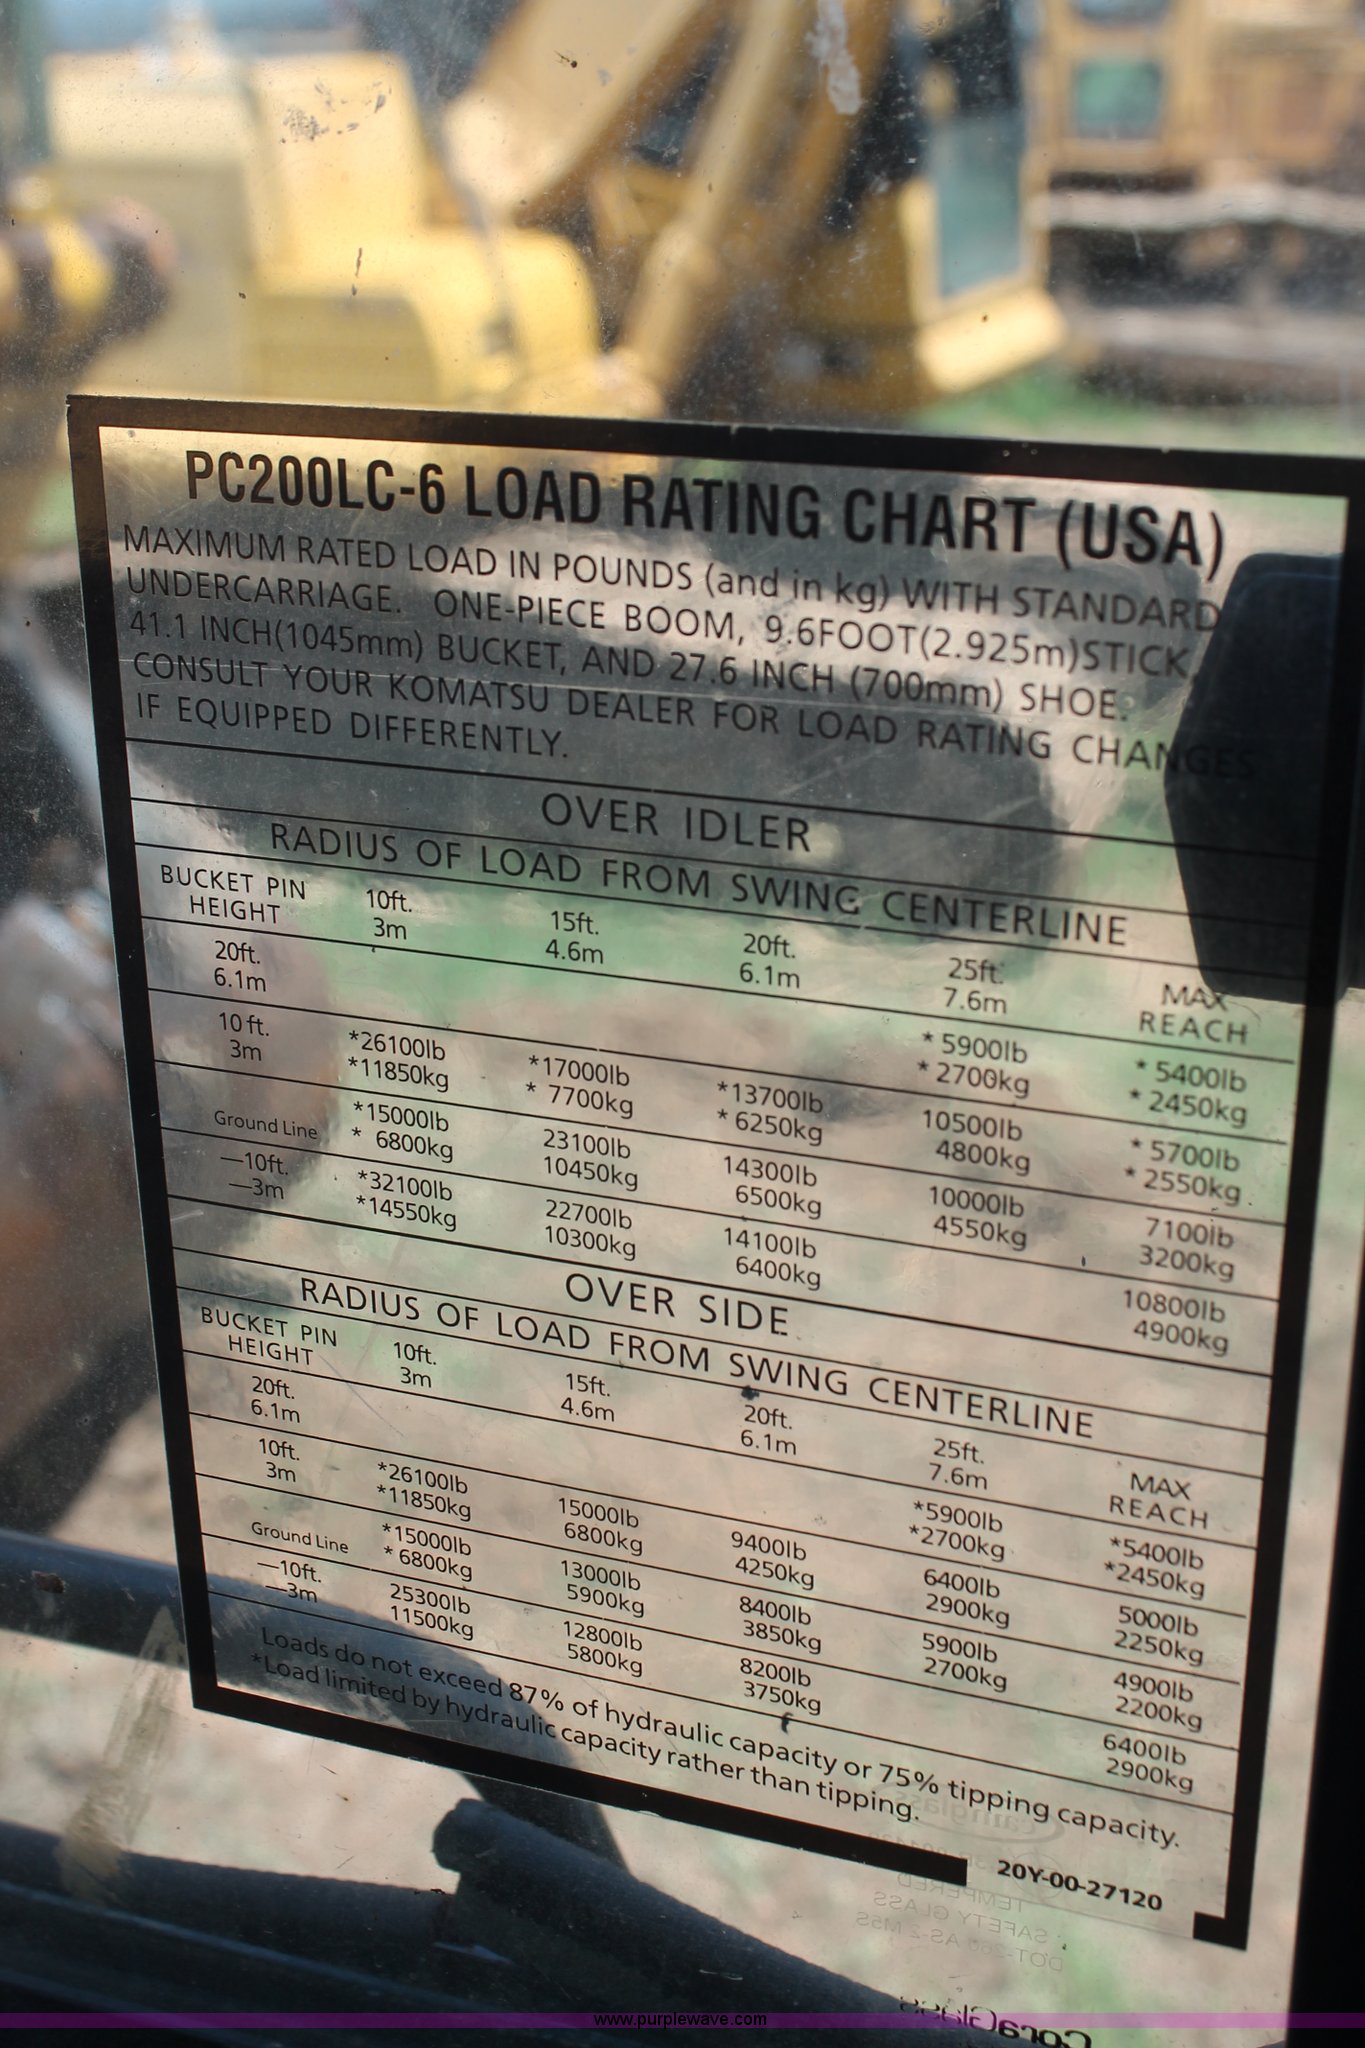 PC200LC-6 LOAD RATING CHART (USA)
MAXIMUM RATED LOAD IN POUNDS (and in kg) WITH STANDARD
UNDERCARRIAGE. ONE-PIECE BOOM, 9.6FOOT(2.925m)STICK,
41.1 INCH(1045mm) BUCKET, AND 27.6 INCH (700mm) SHOE.
CONSULT YOUR KOMATSU DEALER FOR LOAD RATING CHANGES
IF EQUIPPED DIFFERENTLY.
OVER IDLER
RADIUS OF LOAD FROM SWING CENTERLINE
BUCKET PIN 10ft. 15ft. 20ft. 25ft. MAX
HEIGHT 3m 4.6m 6.1m 7.6m REACH
20ft. *5900lb *5400lb
6.1m *2700kg *2450kg
10ft. *26100lb *17000lb *13700lb 10500lb *5700lb
3m *11850kg * 7700kg *6250kg 4800kg *2550kg
Ground Line *15000lb 23100lb 14300lb 10000lb 7100lb
* 6800kg 10450kg 6500kg 4550kg 3200kg
—10ft. *32100lb 22700lb 14100lb 10800lb
—3m *14550kg 10300kg 6400kg 4900kg
OVER SIDE
RADIUS OF LOAD FROM SWING CENTERLINE
BUCKET PIN 10ft. 15ft. 20ft. 25ft. MAX
HEIGHT 3m 4.6m 6.1m 7.6m REACH
20ft. *5900lb *5400lb
6.1m *2700kg *2450kg
10ft. *26100lb 15000lb 9400lb 6400lb 5000lb
3m *11850kg 6800kg 4250kg 2900kg 2250kg
Ground Line *15000lb 13000lb 8400lb 5900lb 4900lb
* 6800kg 5900kg 3850kg 2700kg 2200kg
—10ft. 25300lb 12800lb 8200lb 6400lb
—3m 11500kg 5800kg 3750kg 2900kg
Loads do not exceed 87% of hydraulic capacity or 75% tipping capacity.
*Load limited by hydraulic capacity rather than tipping.
20Y-00-27120
TEMPERED
SAFETY GLASS
CoraGlass
www.purplewave.com